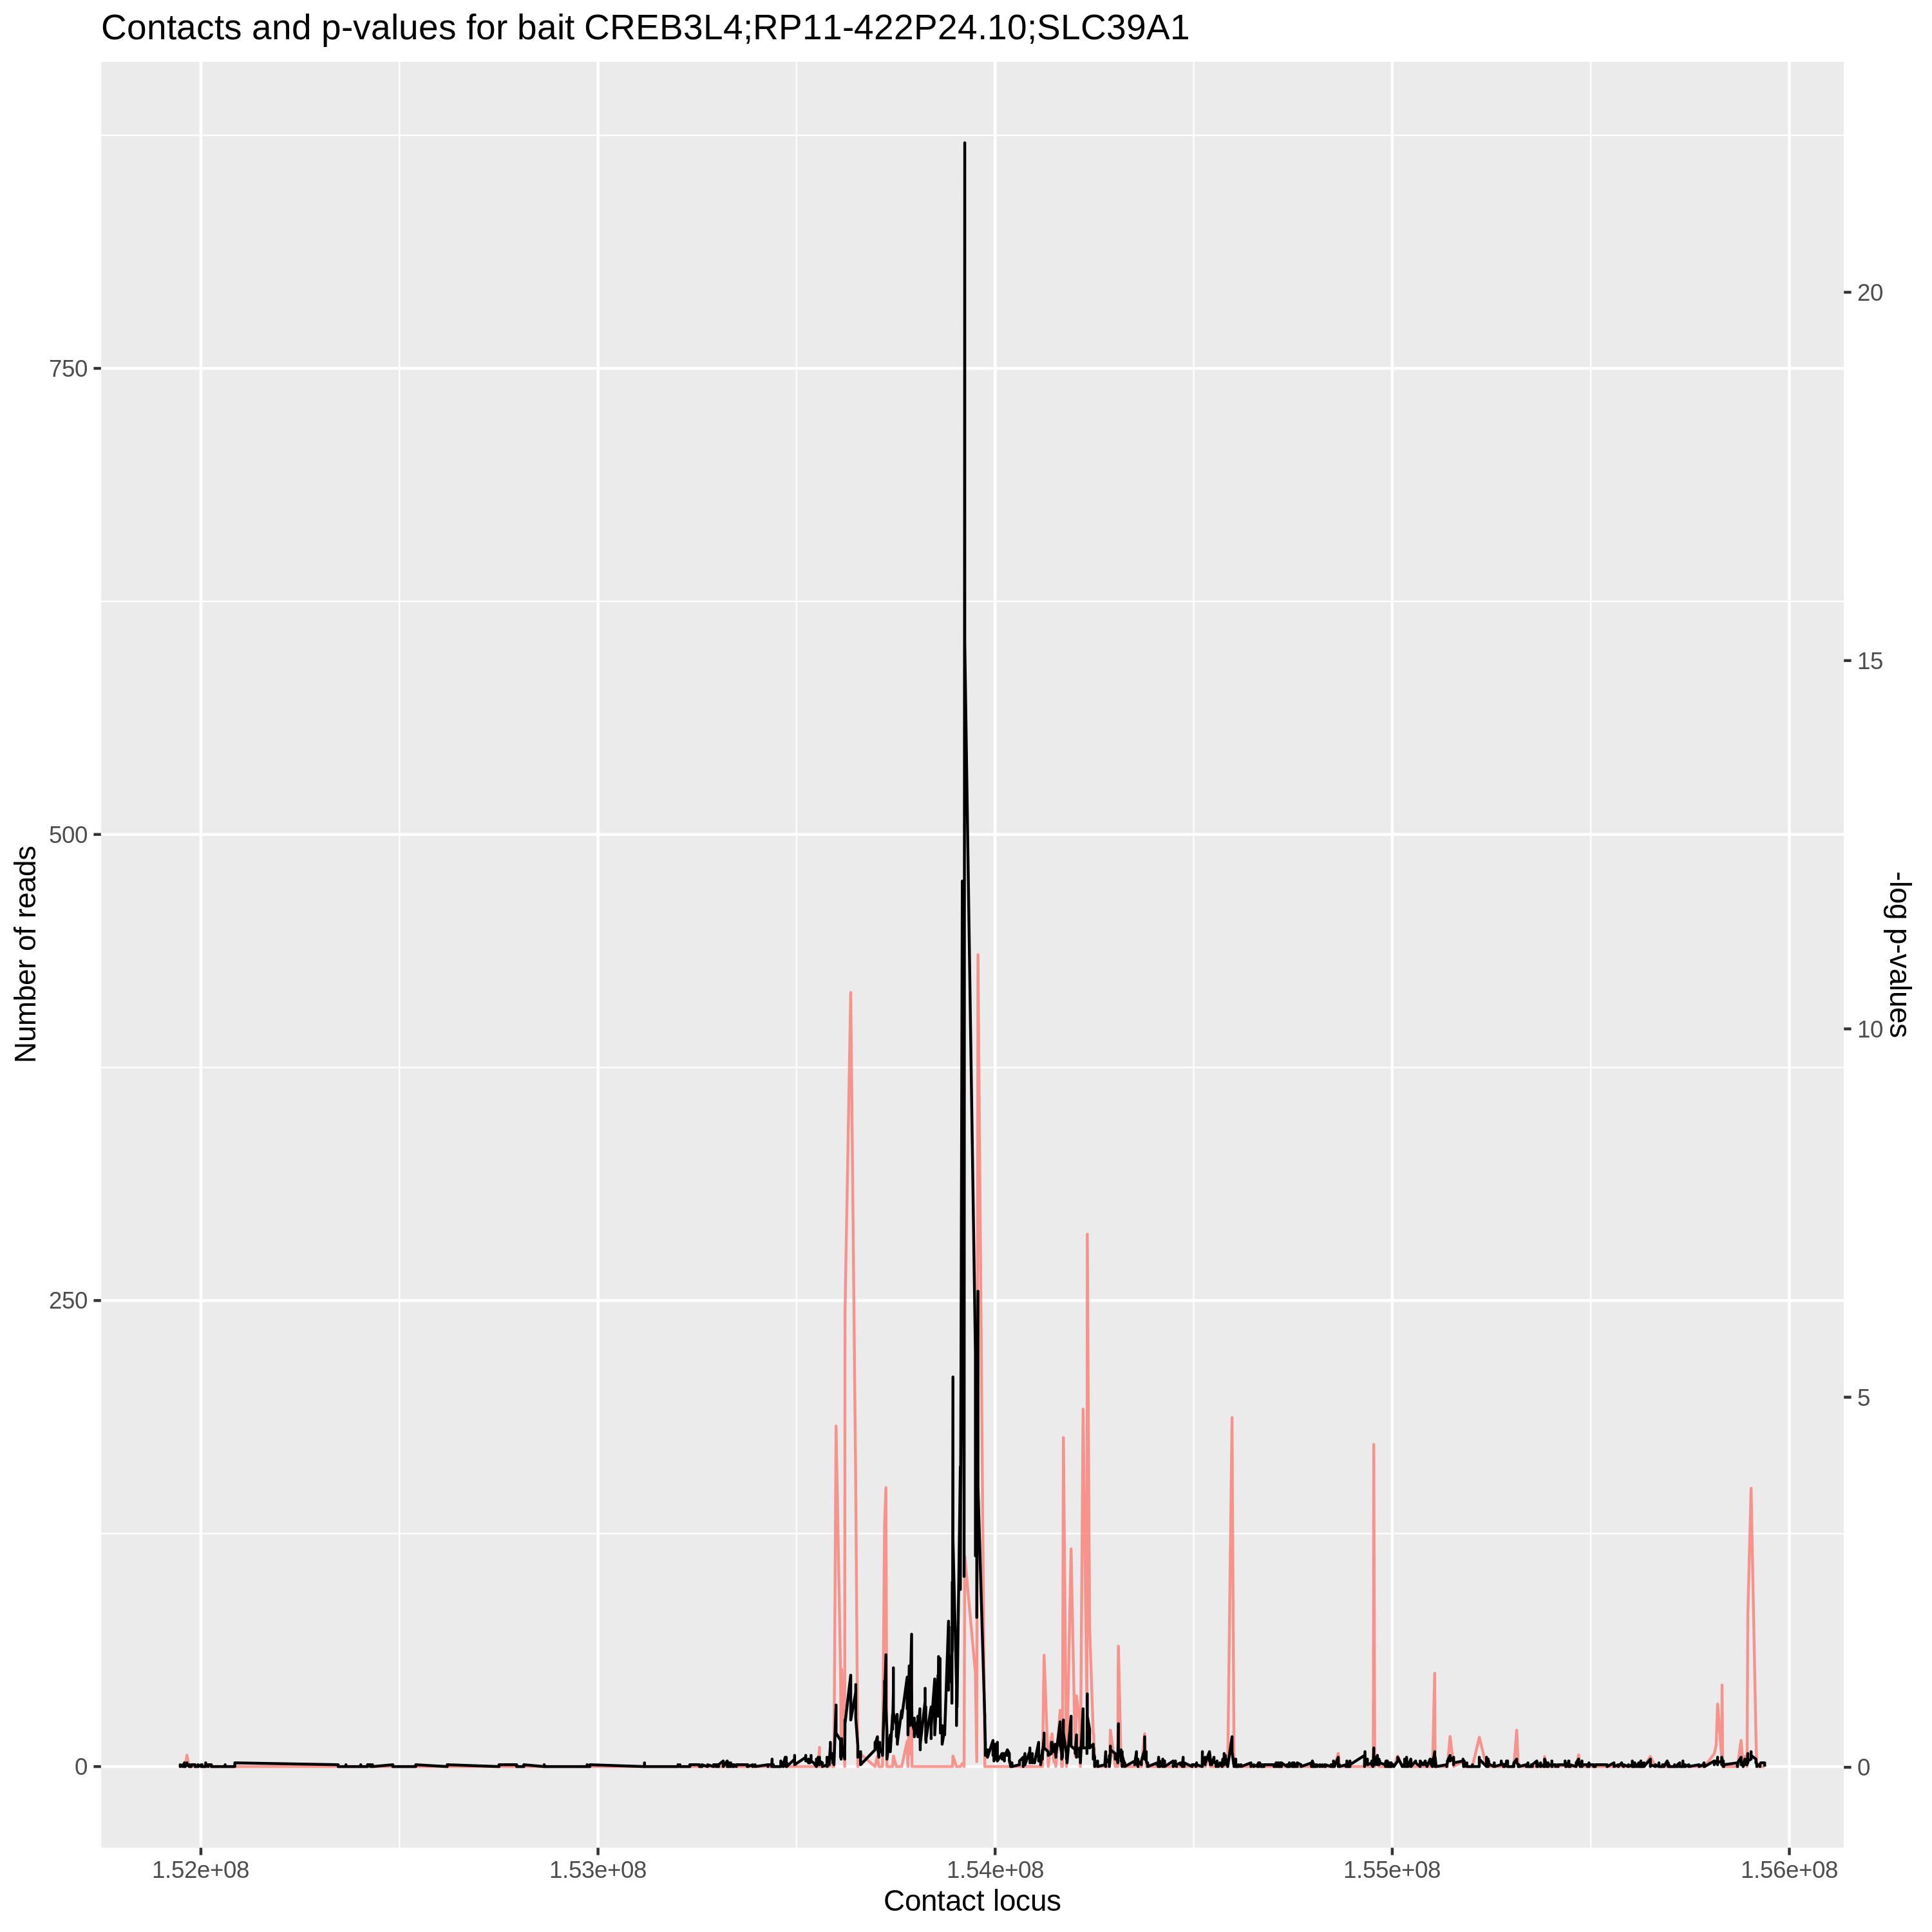 Contacts and p-values for bait CREB3L4;RP11-422P24.10;SLC39A1
Number of reads
750
500
250
0
20
15
10
5
0
-log p-values
1.52e+08 1.53e+08 1.54e+08 1.55e+08 1.56e+08
Contact locus